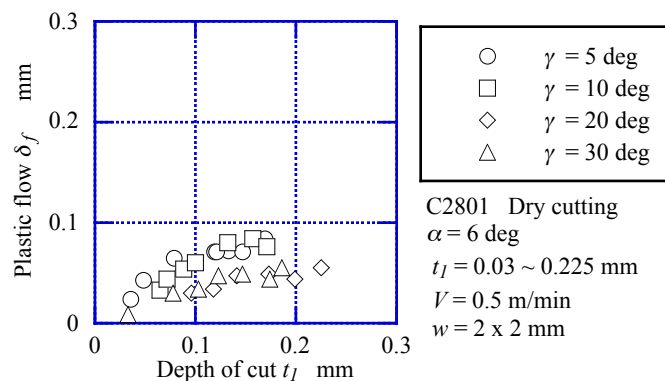 0.3
0.2
0.1
0
Plastic flow δf mm
0 0.1 0.2 0.3
Depth of cut t1 mm
γ = 5 deg
γ = 10 deg
γ = 20 deg
γ = 30 deg
C2801 Dry cutting
α = 6 deg
t1 = 0.03 ~ 0.225 mm
V = 0.5 m/min
w = 2 x 2 mm